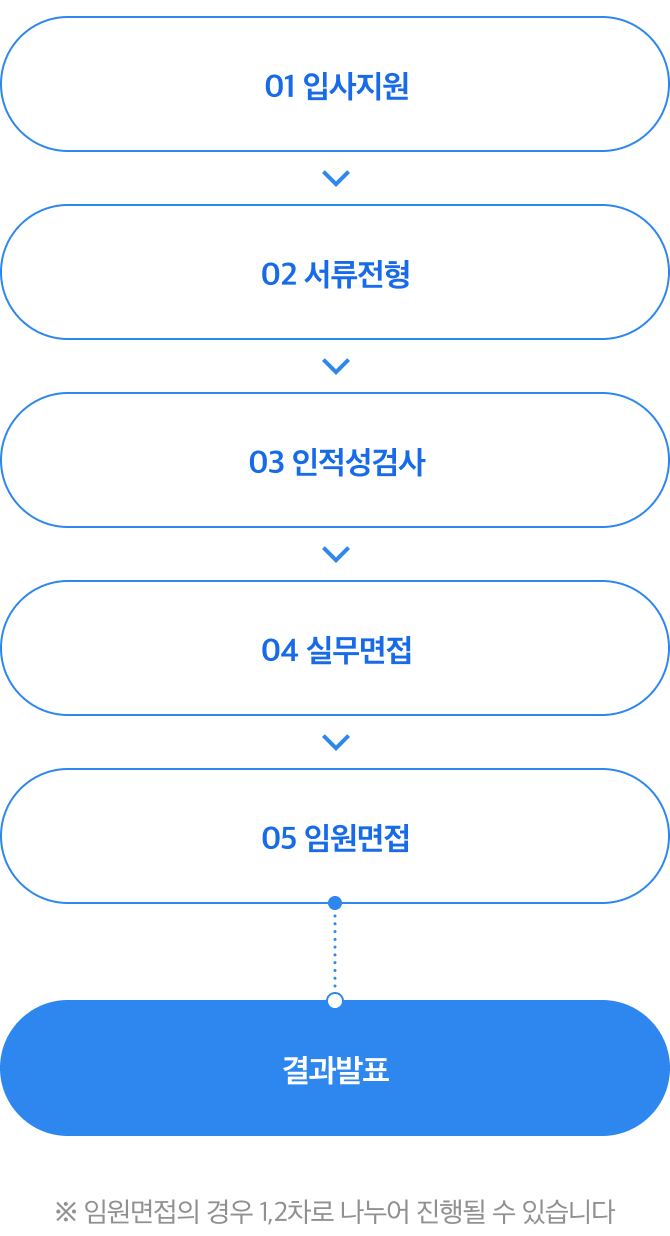 01 입사지원
02 서류전형
03 인적성검사
04 실무면접
05 임원면접
결과발표
※ 임원면접의 경우 1,2차로 나누어 진행될 수 있습니다